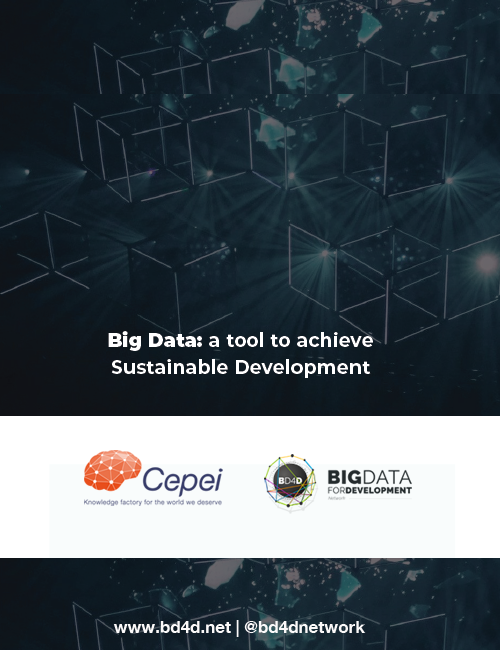 Big Data: a tool to achieve
Sustainable Development
Cepei
Knowledge factory for the world we deserve
BD4D
BIGDATA
FORDEVELOPMENT
Network
www.bd4d.net | @bd4dnetwork